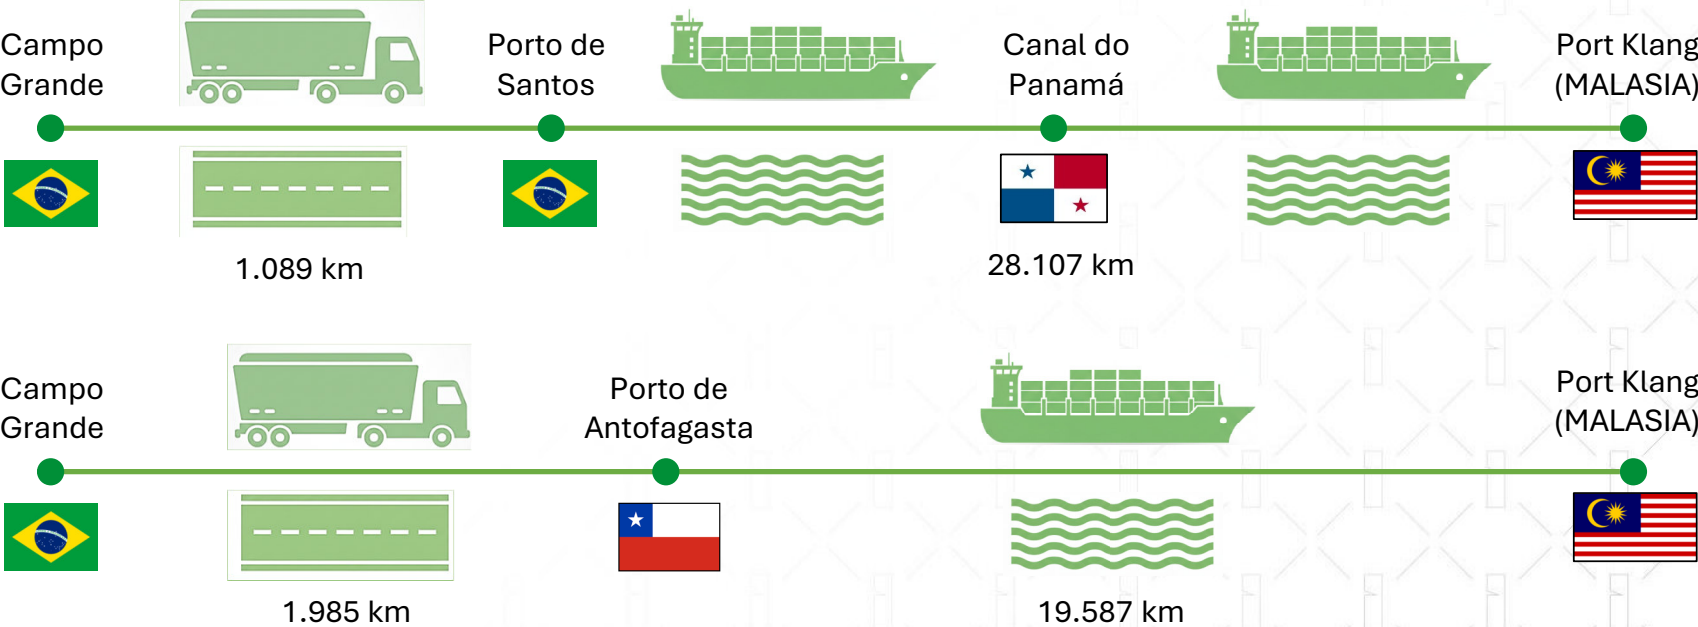 Campo
Grande
Porto de
Santos
Canal do
Panamá
Port Klang
(MALASIA)
1.089 km
28.107 km
Campo
Grande
Porto de
Antofagasta
Port Klang
(MALASIA)
1.985 km
19.587 km